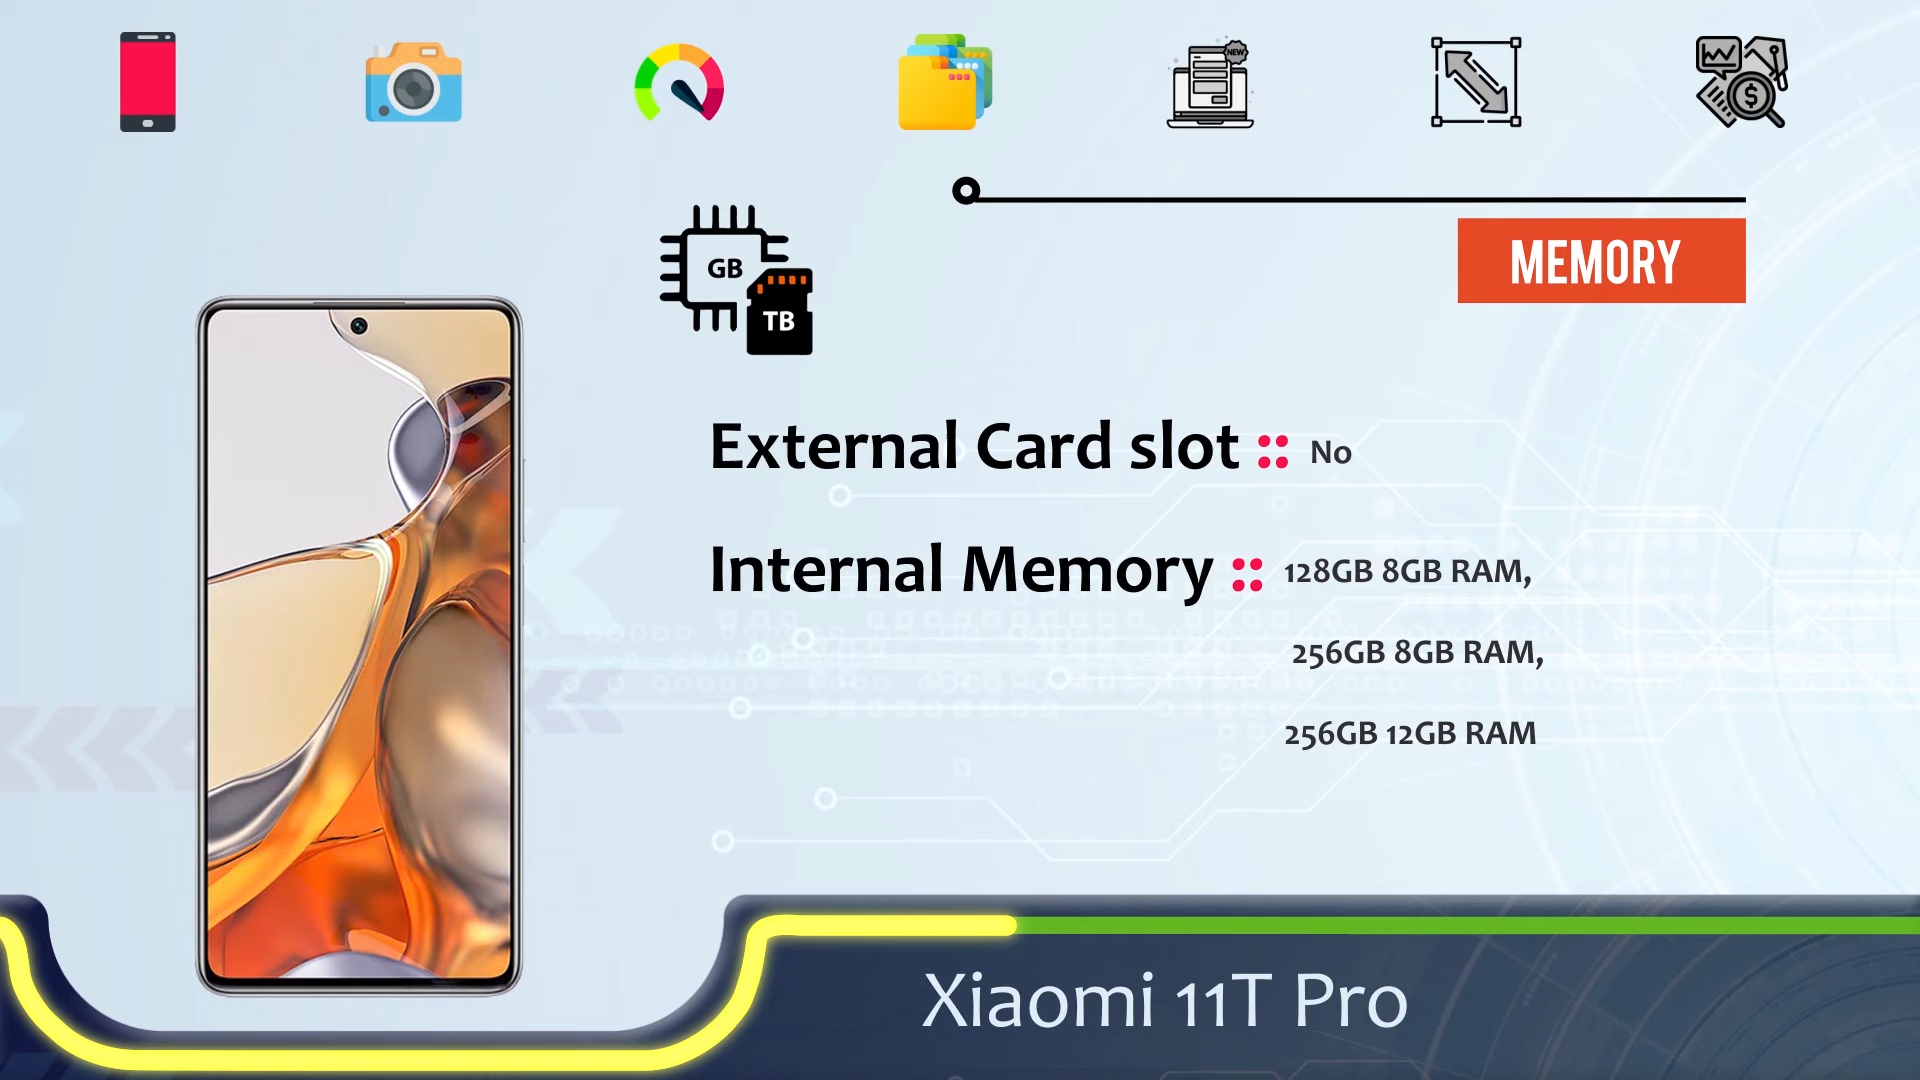 NEW
$
GB
TB
MEMORY
External Card slot :: No
Internal Memory :: 128GB 8GB RAM,
256GB 8GB RAM,
256GB 12GB RAM
Xiaomi 11T Pro